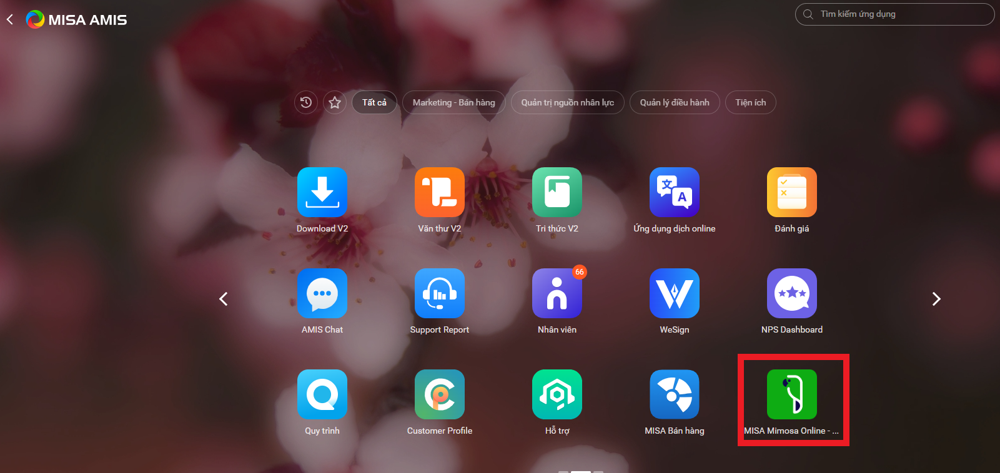 MISA AMIS
Tìm kiếm ứng dụng
Tất cả
Marketing - Bán hàng
Quản trị nguồn nhân lực
Quản lý điều hành
Tiện ích
Download V2
Văn thư V2
Tri thức V2
文 A
Ứng dụng dịch online
Đánh giá
AMIS Chat
Support Report
66
Nhân viên
WeSign
NPS Dashboard
Quy trình
Customer Profile
Hỗ trợ
MISA Bán hàng
MISA Mimosa Online - ...